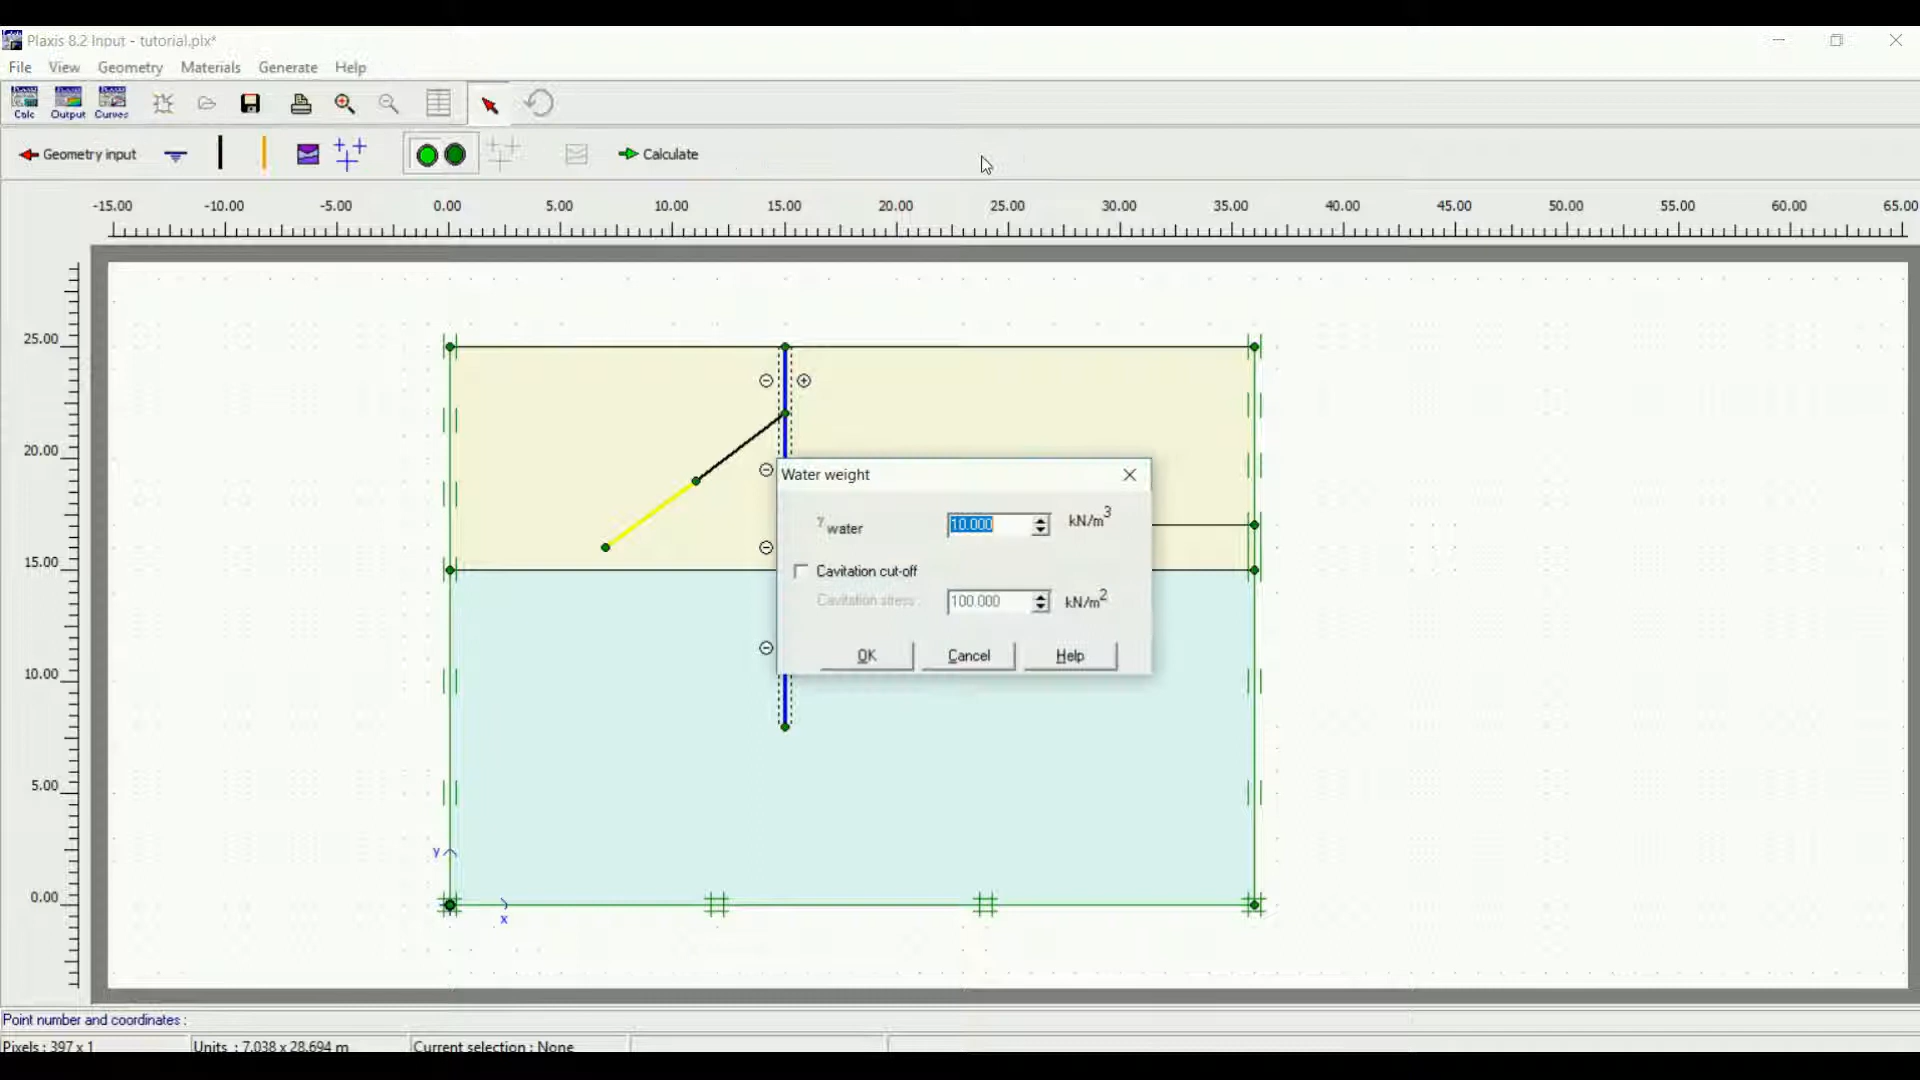 Plaxis 8.2 Input - tutorial.plx*
File View Geometry Materials Generate Help
Calc Output Curves
Geometry input Calculate
-15.00 -10.00 -5.00 0.00 5.00 10.00 15.00 20.00 25.00 30.00 35.00 40.00 45.00 50.00 55.00 60.00 65.00
25.00
20.00
15.00
10.00
5.00
0.00
Water weight
γ water 10.000 kN/m3
Cavitation cut-off
Cavitation stress 100.000 kN/m2
OK Cancel Help
y
x
Point number and coordinates :
Pixels : 397 x 1 Units : 7.038 x 28.694 m Current selection : None